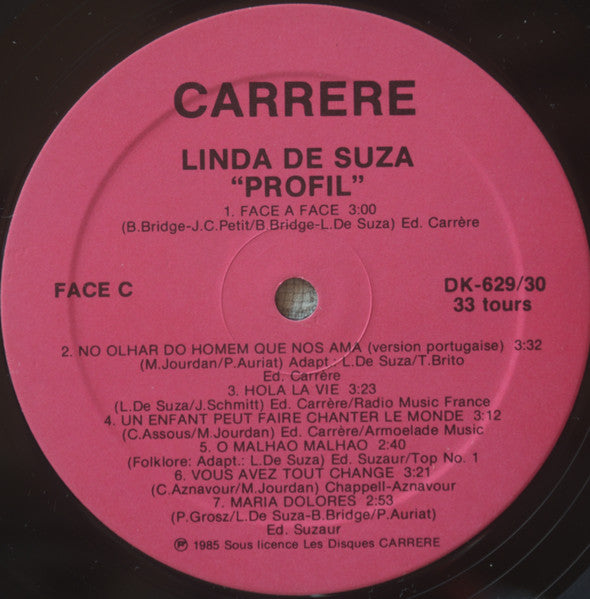 CARRERE
LINDA DE SUZA
“PROFIL”
1. FACE A FACE 3:00
(B.Bridge-J.C.Petit/B.Bridge-L.De Suza) Ed. Carrère
FACE C
DK-629/30
33 tours
2. NO OLHAR DO HOMEM QUE NOS AMA (version portugaise) 3:32
(M.Jourdan/P.Auriat) Adapt.: L.De Suza/T.Brito
Ed. Carrère
3. HOLA LA VIE 3:23
(L.De Suza/J.Schmitt) Ed. Carrère/Radio Music France
4. UN ENFANT PEUT FAIRE CHANTER LE MONDE 3:12
(C.Assous/M.Jourdan) Ed. Carrère/Armoelade Music
5. O MALHAO MALHAO 2:40
(Folklore: Adapt.: L.De Suza) Ed. Suzaur/Top No. 1
6. VOUS AVEZ TOUT CHANGE 3:21
(C.Aznavour/M.Jourdan) Chappell-Aznavour
7. MARIA DOLORES 2:53
(P.Grosz/L.De Suza-B.Bridge/P.Auriat)
Ed. Suzaur
℗ 1985 Sous licence Les Disques CARRERE